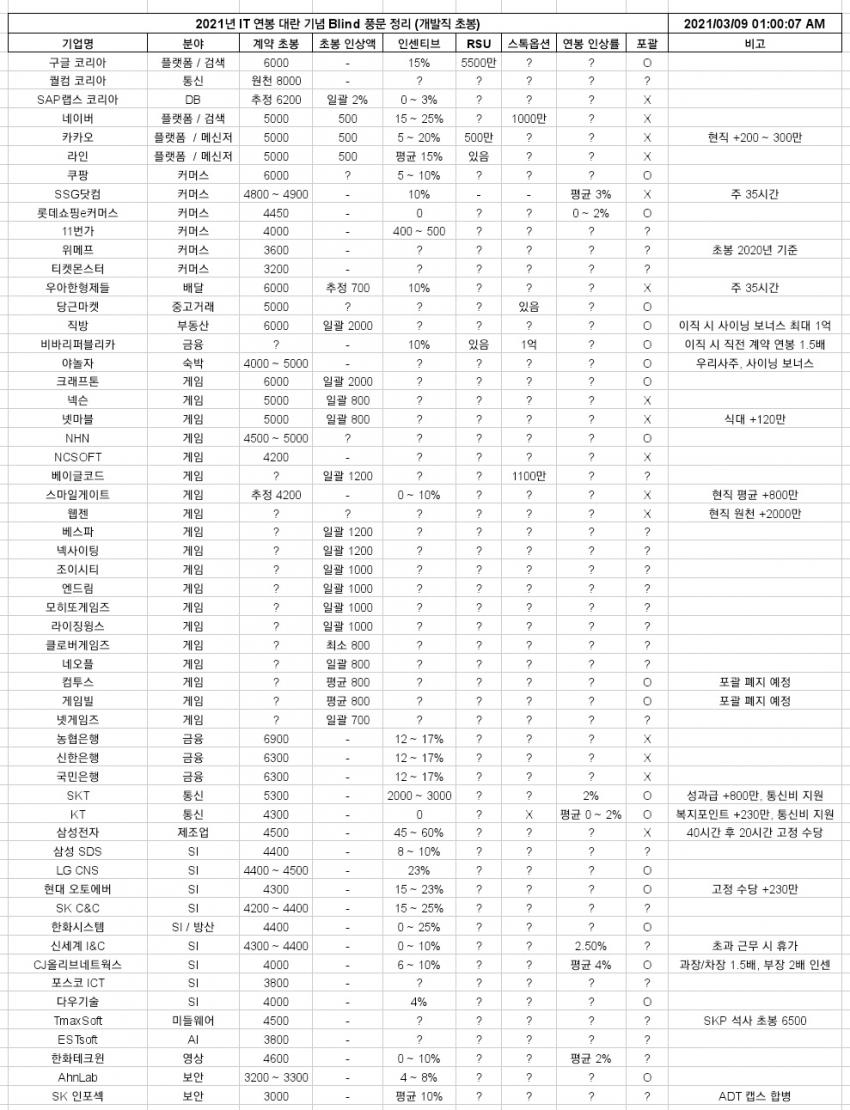 2021년 IT 연봉 대란 기념 Blind 풍문 정리 (개발직 초봉) 2021/03/09 01:00:07 AM
기업명 분야 계약 초봉 초봉 인상액 인센티브 RSU 스톡옵션 연봉 인상률 포괄 비고
구글 코리아 플랫폼 / 검색 6000 - 15% 5500만 ? ? O
퀄컴 코리아 통신 원천 8000 - ? ? ? ? ?
SAP랩스 코리아 DB 추정 6200 일괄 2% 0 ~ 3% ? ? ? X
네이버 플랫폼 / 검색 5000 500 15 ~ 25% ? 1000만 ? X
카카오 플랫폼 / 메신저 5000 500 5 ~ 20% 500만 ? ? X 현직 +200 ~ 300만
라인 플랫폼 / 메신저 5000 500 평균 15% 있음 ? ? X
쿠팡 커머스 6000 ? 5 ~ 10% ? ? ? O
SSG닷컴 커머스 4800 ~ 4900 - 10% - - 평균 3% X 주 35시간
롯데쇼핑e커머스 커머스 4450 - 0 ? ? 0 ~ 2% O
11번가 커머스 4000 - 400 ~ 500 ? ? ? ?
위메프 커머스 3600 - ? ? ? ? ? 초봉 2020년 기준
티켓몬스터 커머스 3200 - ? ? ? ? ?
우아한형제들 배달 6000 추정 700 10% ? ? ? X 주 35시간
당근마켓 중고거래 5000 ? ? ? 있음 ? O
직방 부동산 6000 일괄 2000 ? ? ? ? O 이직 시 사이닝 보너스 최대 1억
비바리퍼블리카 금융 ? - 10% 있음 1억 ? O 이직 시 직전 계약 연봉 1.5배
야놀자 숙박 4000 ~ 5000 - ? ? ? ? O 우리사주, 사이닝 보너스
크래프톤 게임 6000 일괄 2000 ? ? ? ? O
넥슨 게임 5000 일괄 800 ? ? ? ? X
넷마블 게임 5000 일괄 800 ? ? ? ? X 식대 +120만
NHN 게임 4500 ~ 5000 ? ? ? ? ? O
NCSOFT 게임 4200 - ? ? ? ? X
베이글코드 게임 ? 일괄 1200 ? ? 1100만 ? ?
스마일게이트 게임 추정 4200 - 0 ~ 10% ? ? ? X 현직 평균 +800만
웹젠 게임 ? ? ? ? ? ? X 현직 원천 +2000만
베스파 게임 ? 일괄 1200 ? ? ? ? ?
넥사이팅 게임 ? 일괄 1200 ? ? ? ? ?
조이시티 게임 ? 일괄 1000 ? ? ? ? ?
엔드림 게임 ? 일괄 1000 ? ? ? ? ?
모히또게임즈 게임 ? 일괄 1000 ? ? ? ? ?
라이징윙스 게임 ? 일괄 1000 ? ? ? ? ?
클로버게임즈 게임 ? 최소 800 ? ? ? ? ?
네오플 게임 ? 일괄 800 ? ? ? ? ?
컴투스 게임 ? 평균 800 ? ? ? ? O 포괄 폐지 예정
게임빌 게임 ? 평균 800 ? ? ? ? O 포괄 폐지 예정
넷게임즈 게임 ? 일괄 700 ? ? ? ? ?
농협은행 금융 6900 - 12 ~ 17% ? ? ? X
신한은행 금융 6300 - 12 ~ 17% ? ? ? X
국민은행 금융 6300 - 12 ~ 17% ? ? ? X
SKT 통신 5300 - 2000 ~ 3000 ? ? 2% O 성과급 +800만, 통신비 지원
KT 통신 4300 - 0 ? X 평균 0 ~ 2% O 복지포인트 +230만, 통신비 지원
삼성전자 제조업 4500 - 45 ~ 60% ? ? ? X 40시간 후 20시간 고정 수당
삼성 SDS SI 4400 - 8 ~ 10% ? ? ? ?
LG CNS SI 4400 ~ 4500 - 23% ? ? ? O
현대 오토에버 SI 4300 - 15 ~ 23% ? ? ? O 고정 수당 +230만
SK C&C SI 4200 ~ 4400 - 15 ~ 25% ? ? ? ?
한화시스템 SI / 방산 4400 - 0 ~ 25% ? ? ? O
신세계 I&C SI 4300 ~ 4400 - 0 ~ 10% ? ? 2.50% ? 초과 근무 시 휴가
CJ올리브네트웍스 SI 4000 - 6 ~ 10% ? ? 평균 4% O 과장/차장 1.5배, 부장 2배 인센
포스코 ICT SI 3800 - ? ? ? ? ?
다우기술 SI 4000 - 4% ? ? ? O
TmaxSoft 미들웨어 4500 - ? ? ? ? ? SKP 석사 초봉 6500
ESTsoft AI 3800 - ? ? ? ? ?
한화테크윈 영상 4600 - 0 ~ 10% ? ? 평균 2% ?
AhnLab 보안 3200 ~ 3300 - 4 ~ 8% ? ? ? O
SK 인포섹 보안 3000 - 평균 10% ? ? ? ? ADT 캡스 합병